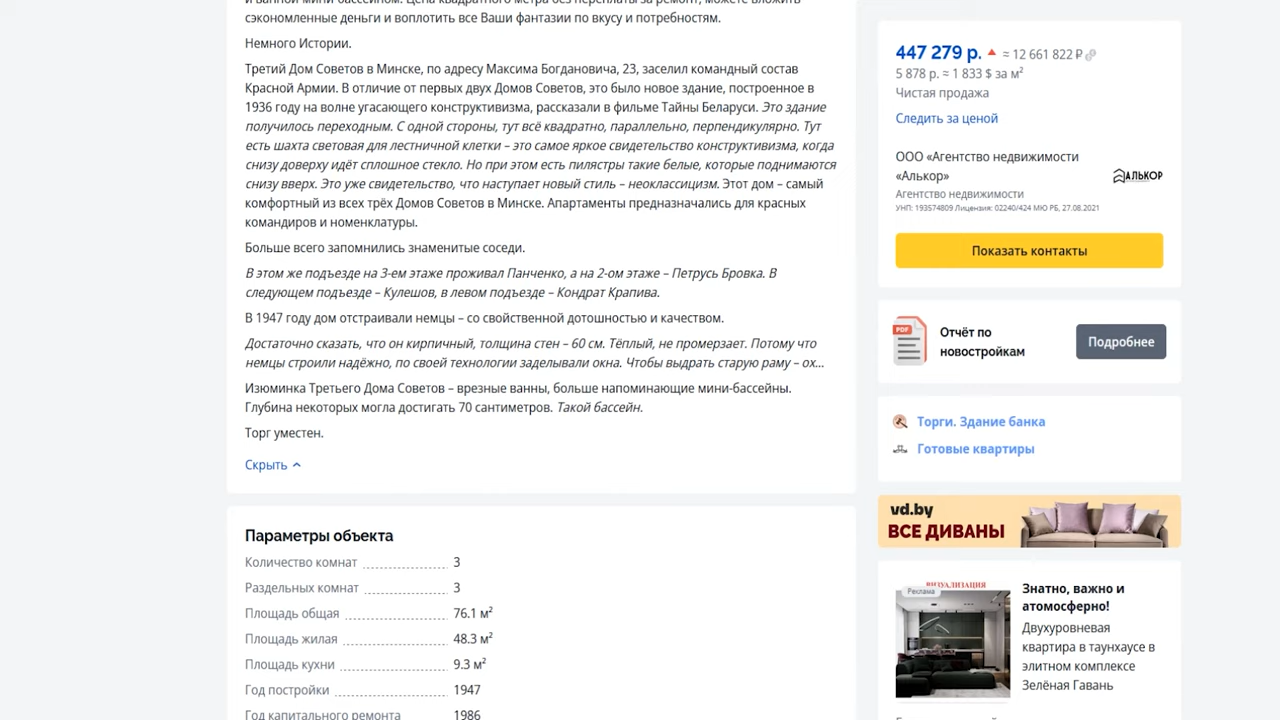 и ванной мини бассейном. Цена квадратного метра без переплаты за ремонт, можете вложить
сэкономленные деньги и воплотить все Ваши фантазии по вкусу и потребностям.
Немного Истории.
Третий Дом Советов в Минске, по адресу Максима Богдановича, 23, заселил командный состав
Красной Армии. В отличие от первых двух Домов Советов, это было новое здание, построенное в
1936 году на волне угасающего конструктивизма, рассказали в фильме Тайны Беларуси. Это здание
получилось переходным. С одной стороны, тут всё квадратно, параллельно, перпендикулярно. Тут
есть шахта световая для лестничной клетки – это самое яркое свидетельство конструктивизма, когда
снизу доверху идёт сплошное стекло. Но при этом есть пилястры такие белые, которые поднимаются
снизу вверх. Это уже свидетельство, что наступает новый стиль – неоклассицизм. Этот дом – самый
комфортный из всех трёх Домов Советов в Минске. Апартаменты предназначались для красных
командиров и номенклатуры.
Больше всего запомнились знаменитые соседи.
В этом же подъезде на 3-ем этаже проживал Панченко, а на 2-ом этаже – Петрусь Бровка. В
следующем подъезде – Кулешов, в левом подъезде – Кондрат Крапива.
В 1947 году дом отстраивали немцы – со свойственной дотошностью и качеством.
Достаточно сказать, что он кирпичный, толщина стен – 60 см. Тёплый, не промерзает. Потому что
немцы строили надёжно, по своей технологии заделывали окна. Чтобы выдрать старую раму – ох...
Изюминка Третьего Дома Советов – врезные ванны, больше напоминающие мини-бассейны.
Глубина некоторых могла достигать 70 сантиметров. Такой бассейн.
Торг уместен.
Скрыть
Параметры объекта
Количество комнат 3
Раздельных комнат 3
Площадь общая 76.1 м²
Площадь жилая 48.3 м²
Площадь кухни 9.3 м²
Год постройки 1947
Год капитального ремонта 1986
447 279 р. ≈ 12 661 822 ₽
5 878 р. ≈ 1 833 $ за м²
Чистая продажа
Следить за ценой
ООО «Агентство недвижимости
«Алькор»
АЛЬКОР
Агентство недвижимости
УНП: 193574809 Лицензия: 02240/424 МЮ РБ, 27.08.2021
Показать контакты
PDF
Отчёт по
новостройкам
Подробнее
Торги. Здание банка
Готовые квартиры
vd.by
ВСЕ ДИВАНЫ
ВИЗУАЛИЗАЦИЯ
Реклама
Знатно, важно и
атомосферно!
Двухуровневая
квартира в таунхаусе в
элитном комплексе
Зелёная Гавань